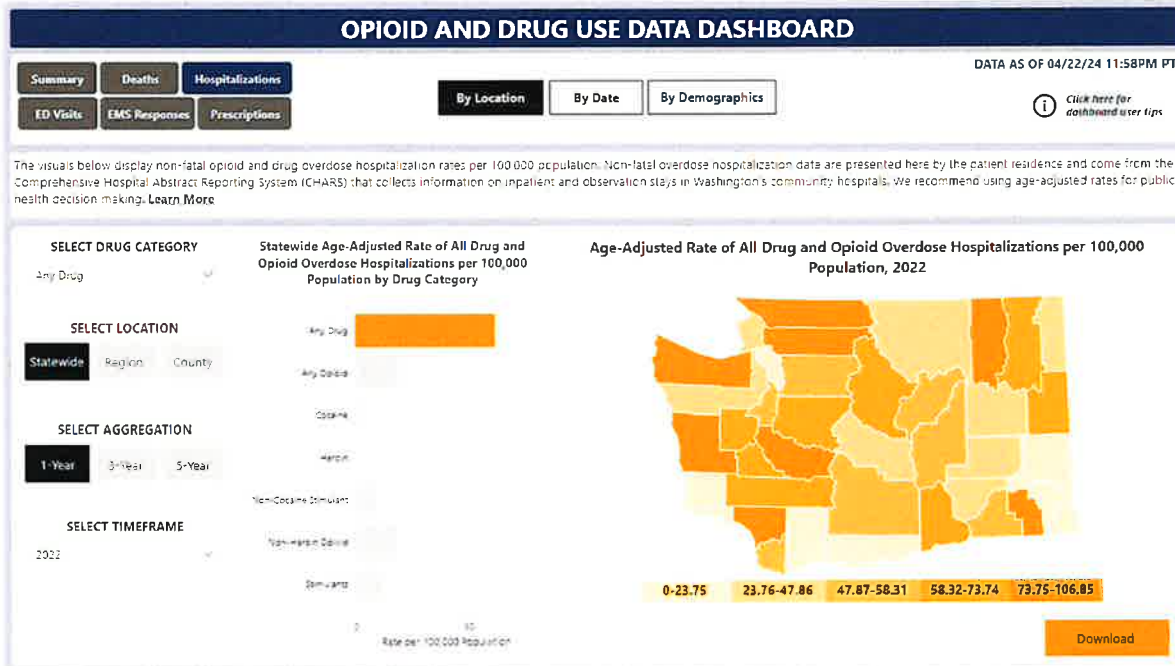 OPIOID AND DRUG USE DATA DASHBOARD
DATA AS OF 04/22/24 11:58PM PT
Summary
Deaths
Hospitalizations
ED Visits
EMS Responses
Prescriptions
By Location
By Date
By Demographics
Click here for
dashboard user tips
The visuals below display non-fatal opioid and drug overdose hospitalization rates per 100,000 population. Non-fatal overdose hospitalization data are presented here by the patient residence and come from the
Comprehensive Hospital Abstract Reporting System (CHARS) that collects information on inpatient and observation stays in Washington's community hospitals. We recommend using age-adjusted rates for public
health decision making. Learn More
SELECT DRUG CATEGORY
Any Drug
SELECT LOCATION
Statewide
Region
County
SELECT AGGREGATION
1-Year
3-Year
5-Year
SELECT TIMEFRAME
2022
Statewide Age-Adjusted Rate of All Drug and
Opioid Overdose Hospitalizations per 100,000
Population by Drug Category
Any Drug
Any Opioid
Cocaine
Heroin
Non-Cocaine Stimulant
Non-Heroin Opioid
Stimulants
0
Rate per 100,000 Population
Age-Adjusted Rate of All Drug and Opioid Overdose Hospitalizations per 100,000
Population, 2022
0-23.75
23.76-47.86
47.87-58.31
58.32-73.74
73.75-106.85
Download